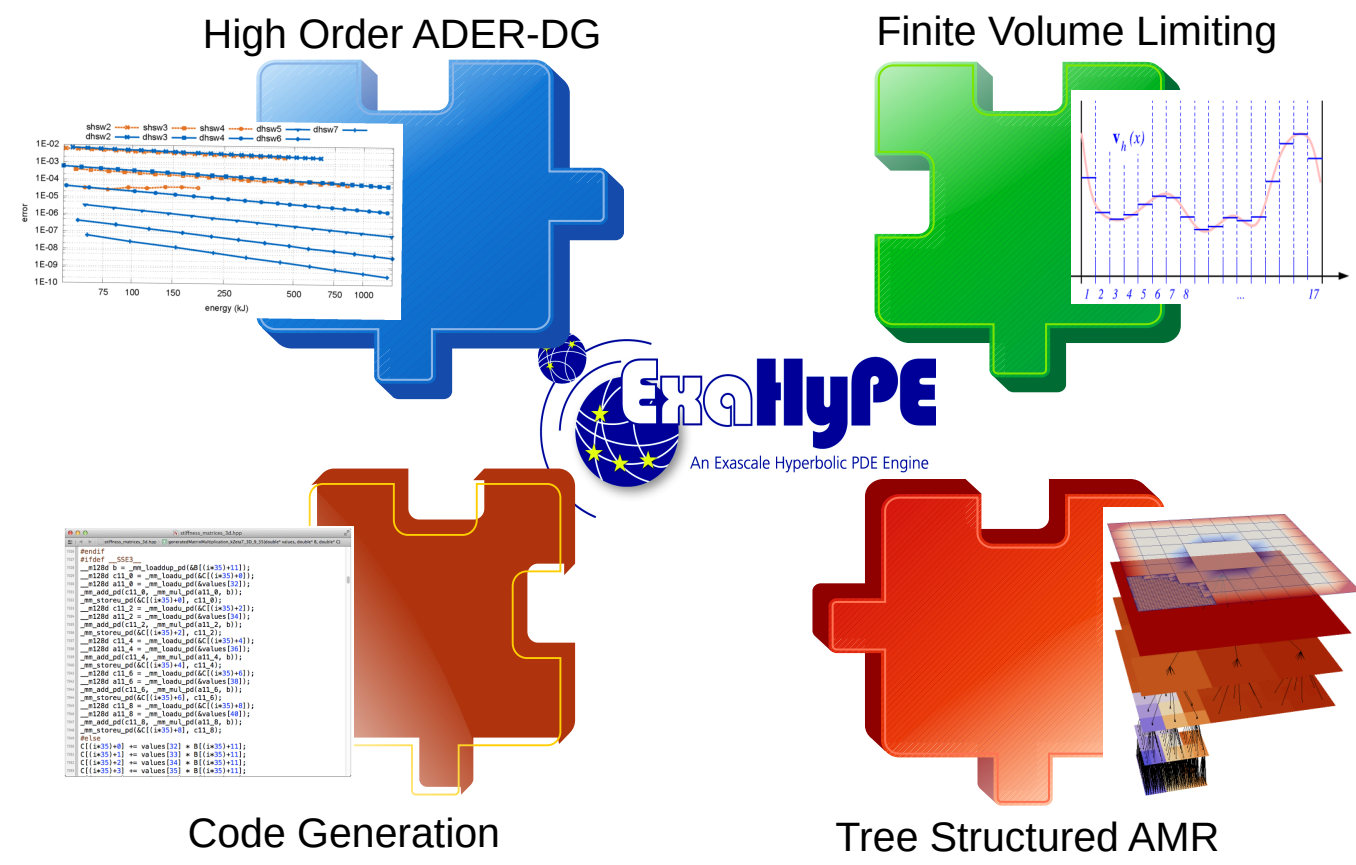 High Order ADER-DG
Finite Volume Limiting
shsw2 shsw3 shsw4 dhsw5 dhsw7
dhsw2 dhsw3 dhsw4 dhsw6
1E-02
1E-03
1E-04
1E-05
1E-06
1E-07
1E-08
1E-09
1E-10
error
75 100 150 250 500 750 1000
energy (kJ)
v_h(x)
1 2 3 4 5 6 7 8 ... 17
ExaHyPE
An Exascale Hyperbolic PDE Engine
stiffness_matrices_3d.hpp
#endif
#ifdef __SSE3__
__m128d b = _mm_loaddup_pd(&B[(i*35)+11]);
__m128d c11_0 = _mm_loadu_pd(&C[(i*35)+0]);
__m128d a11_0 = _mm_loadu_pd(&values[32]);
_mm_add_pd(c11_0, _mm_mul_pd(a11_0, b));
_mm_storeu_pd(&C[(i*35)+0], c11_0);
__m128d c11_2 = _mm_loadu_pd(&C[(i*35)+2]);
__m128d a11_2 = _mm_loadu_pd(&values[34]);
_mm_add_pd(c11_2, _mm_mul_pd(a11_2, b));
_mm_storeu_pd(&C[(i*35)+2], c11_2);
__m128d c11_4 = _mm_loadu_pd(&C[(i*35)+4]);
__m128d a11_4 = _mm_loadu_pd(&values[36]);
_mm_add_pd(c11_4, _mm_mul_pd(a11_4, b));
_mm_storeu_pd(&C[(i*35)+4], c11_4);
__m128d c11_6 = _mm_loadu_pd(&C[(i*35)+6]);
__m128d a11_6 = _mm_loadu_pd(&values[38]);
_mm_add_pd(c11_6, _mm_mul_pd(a11_6, b));
_mm_storeu_pd(&C[(i*35)+6], c11_6);
__m128d c11_8 = _mm_loadu_pd(&C[(i*35)+8]);
__m128d a11_8 = _mm_loadu_pd(&values[40]);
_mm_add_pd(c11_8, _mm_mul_pd(a11_8, b));
_mm_storeu_pd(&C[(i*35)+8], c11_8);
#else
C[(i*35)+0] += values[32] * B[(i*35)+11];
C[(i*35)+1] += values[33] * B[(i*35)+11];
C[(i*35)+2] += values[34] * B[(i*35)+11];
C[(i*35)+3] += values[35] * B[(i*35)+11];
Code Generation
Tree Structured AMR